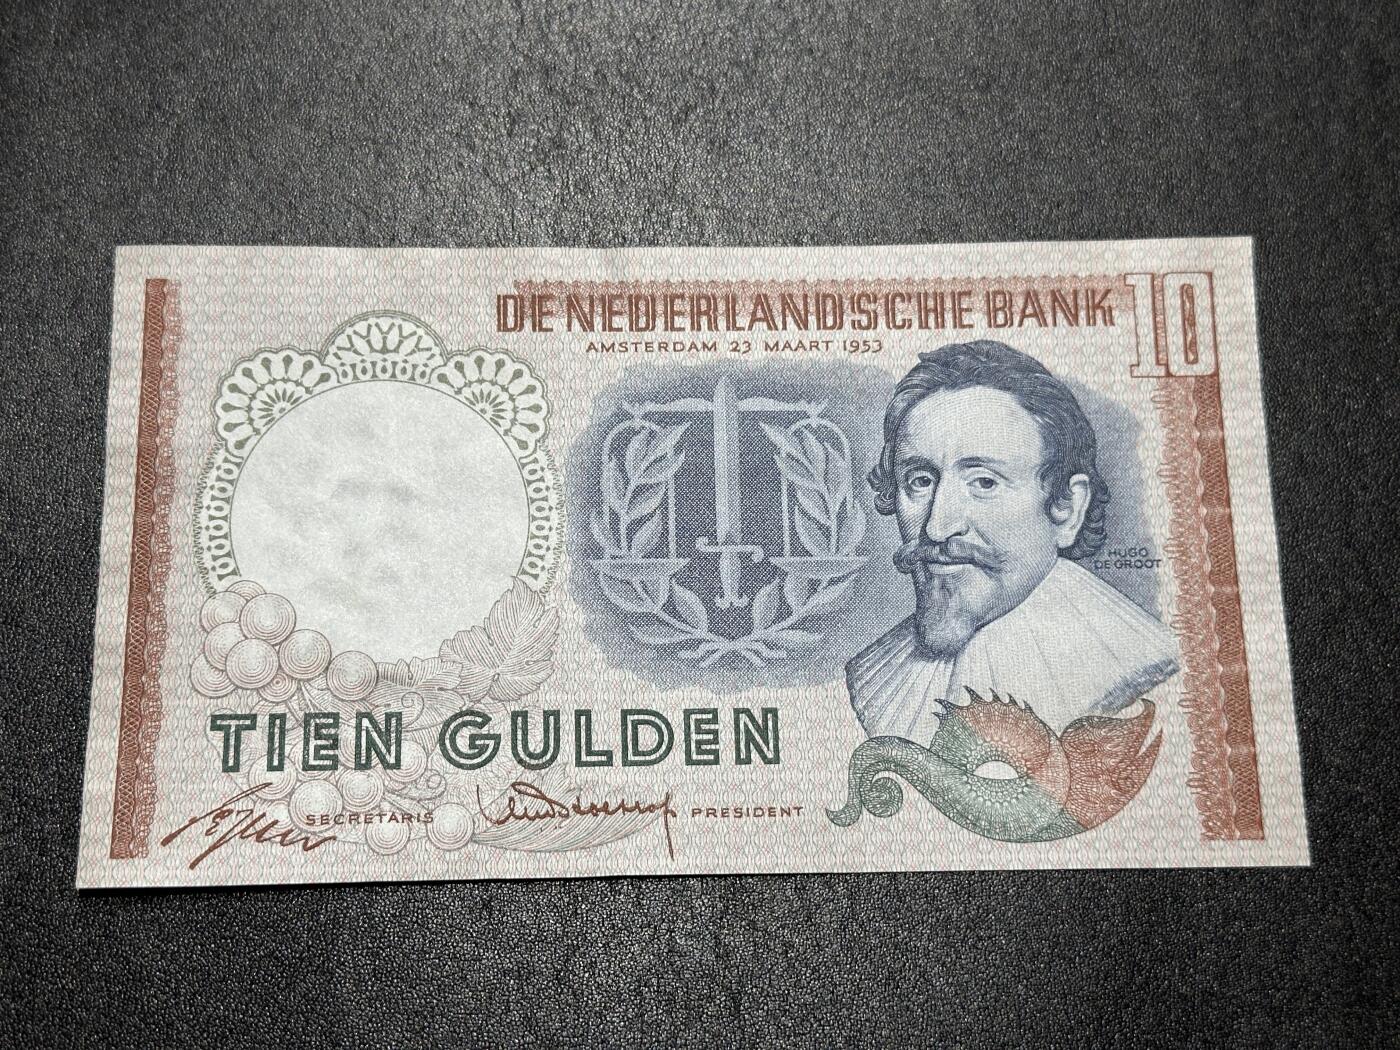 DE NEDERLANDSCHE BANK
10
AMSTERDAM 23 MAART 1953
HUGO
DE GROOT
TIEN GULDEN
SECRETARIS
PRESIDENT